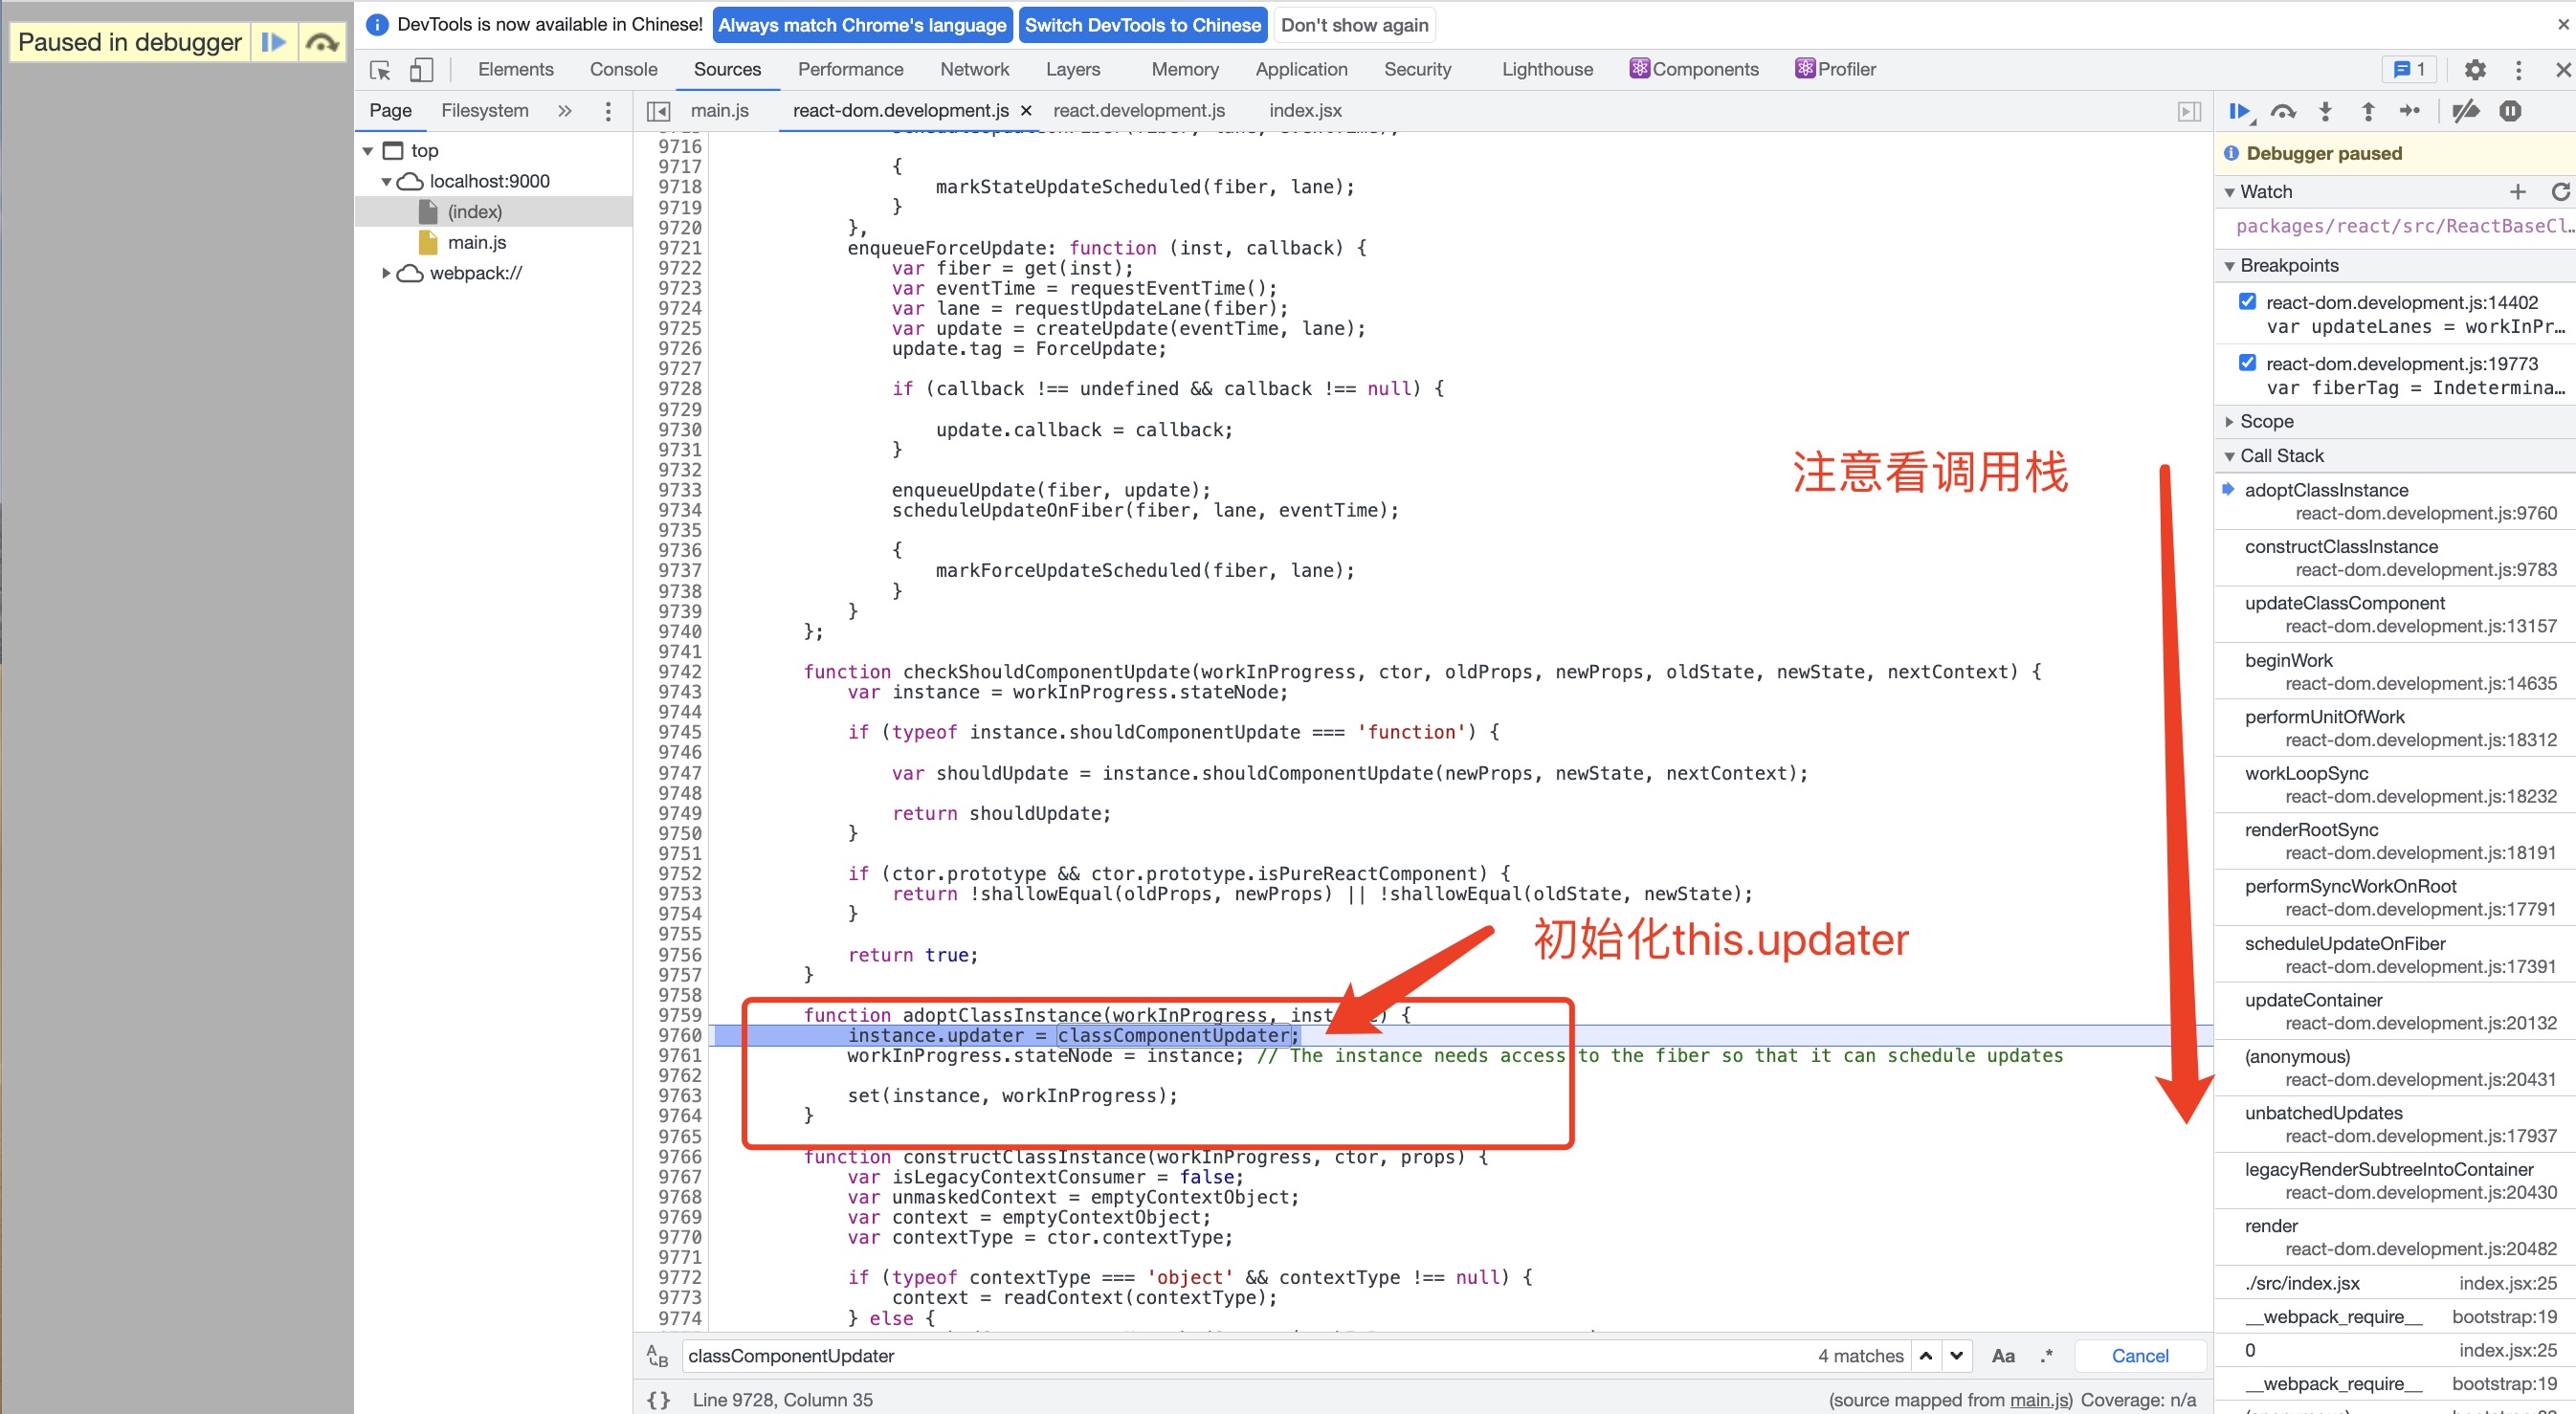 Paused in debugger
DevTools is now available in Chinese! Always match Chrome's language Switch DevTools to Chinese Don't show again
Elements Console Sources Performance Network Layers Memory Application Security Lighthouse Components Profiler 1
Page Filesystem » main.js react-dom.development.js × react.development.js index.jsx
top
localhost:9000
(index)
main.js
webpack://
9716
9717 {
9718 markStateUpdateScheduled(fiber, lane);
9719 }
9720 },
9721 enqueueForceUpdate: function (inst, callback) {
9722 var fiber = get(inst);
9723 var eventTime = requestEventTime();
9724 var lane = requestUpdateLane(fiber);
9725 var update = createUpdate(eventTime, lane);
9726 update.tag = ForceUpdate;
9727
9728 if (callback !== undefined && callback !== null) {
9729
9730 update.callback = callback;
9731 }
9732
9733 enqueueUpdate(fiber, update);
9734 scheduleUpdateOnFiber(fiber, lane, eventTime);
9735
9736 {
9737 markForceUpdateScheduled(fiber, lane);
9738 }
9739 }
9740 };
9741
9742 function checkShouldComponentUpdate(workInProgress, ctor, oldProps, newProps, oldState, newState, nextContext) {
9743 var instance = workInProgress.stateNode;
9744
9745 if (typeof instance.shouldComponentUpdate === 'function') {
9746
9747 var shouldUpdate = instance.shouldComponentUpdate(newProps, newState, nextContext);
9748
9749 return shouldUpdate;
9750 }
9751
9752 if (ctor.prototype && ctor.prototype.isPureReactComponent) {
9753 return !shallowEqual(oldProps, newProps) || !shallowEqual(oldState, newState);
9754 }
9755
9756 return true;
9757 }
9758
9759 function adoptClassInstance(workInProgress, inst e) {
9760 instance.updater = classComponentUpdater;
9761 workInProgress.stateNode = instance; // The instance needs access to the fiber so that it can schedule updates
9762
9763 set(instance, workInProgress);
9764 }
9765
9766 function constructClassInstance(workInProgress, ctor, props) {
9767 var isLegacyContextConsumer = false;
9768 var unmaskedContext = emptyContextObject;
9769 var context = emptyContextObject;
9770 var contextType = ctor.contextType;
9771
9772 if (typeof contextType === 'object' && contextType !== null) {
9773 context = readContext(contextType);
9774 } else {
注意看调用栈
初始化this.updater
classComponentUpdater 4 matches Aa .* Cancel
{} Line 9728, Column 35 (source mapped from main.js) Coverage: n/a
Debugger paused
Watch
packages/react/src/ReactBaseCl…
Breakpoints
react-dom.development.js:14402
var updateLanes = workInPr…
react-dom.development.js:19773
var fiberTag = Indetermina…
Scope
Call Stack
adoptClassInstance
react-dom.development.js:9760
constructClassInstance
react-dom.development.js:9783
updateClassComponent
react-dom.development.js:13157
beginWork
react-dom.development.js:14635
performUnitOfWork
react-dom.development.js:18312
workLoopSync
react-dom.development.js:18232
renderRootSync
react-dom.development.js:18191
performSyncWorkOnRoot
react-dom.development.js:17791
scheduleUpdateOnFiber
react-dom.development.js:17391
updateContainer
react-dom.development.js:20132
(anonymous)
react-dom.development.js:20431
unbatchedUpdates
react-dom.development.js:17937
legacyRenderSubtreeIntoContainer
react-dom.development.js:20430
render
react-dom.development.js:20482
./src/index.jsx index.jsx:25
__webpack_require__ bootstrap:19
0 index.jsx:25
__webpack_require__ bootstrap:19